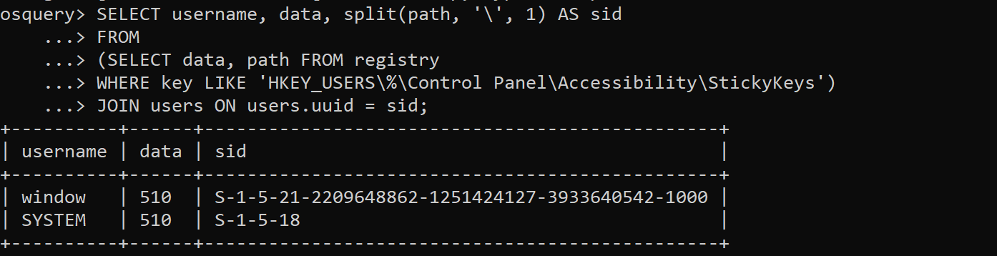 osquery> SELECT username, data, split(path, '\', 1) AS sid
    ...> FROM
    ...> (SELECT data, path FROM registry
    ...> WHERE key LIKE 'HKEY_USERS\%\Control Panel\Accessibility\StickyKeys')
    ...> JOIN users ON users.uuid = sid;
+----------+------+------------------------------------------------+
| username | data | sid                                            |
+----------+------+------------------------------------------------+
| window   | 510  | S-1-5-21-2209648862-1251424127-3933640542-1000 |
| SYSTEM   | 510  | S-1-5-18                                       |
+----------+------+------------------------------------------------+